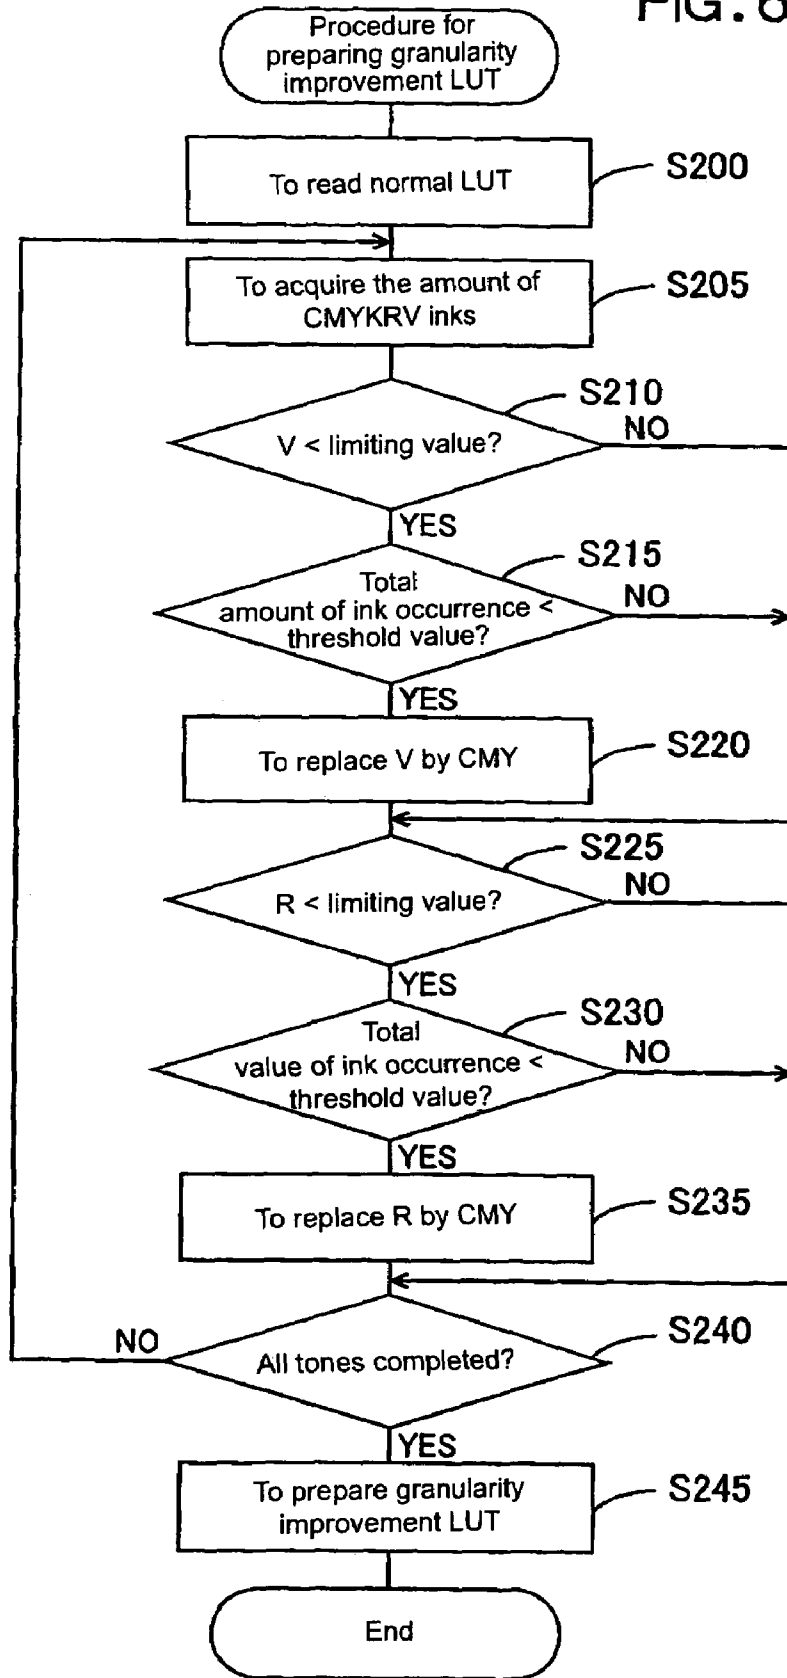 FIG. 6
Procedure for
preparing granularity
improvement LUT
To read normal LUT
S200
To acquire the amount of
CMYKRV inks
S205
S210
V < limiting value?
NO
YES
S215
Total
amount of ink occurrence <
threshold value?
NO
YES
To replace V by CMY
S220
S225
R < limiting value?
NO
YES
S230
Total
value of ink occurrence <
threshold value?
NO
YES
To replace R by CMY
S235
S240
All tones completed?
NO
YES
To prepare granularity
improvement LUT
S245
End